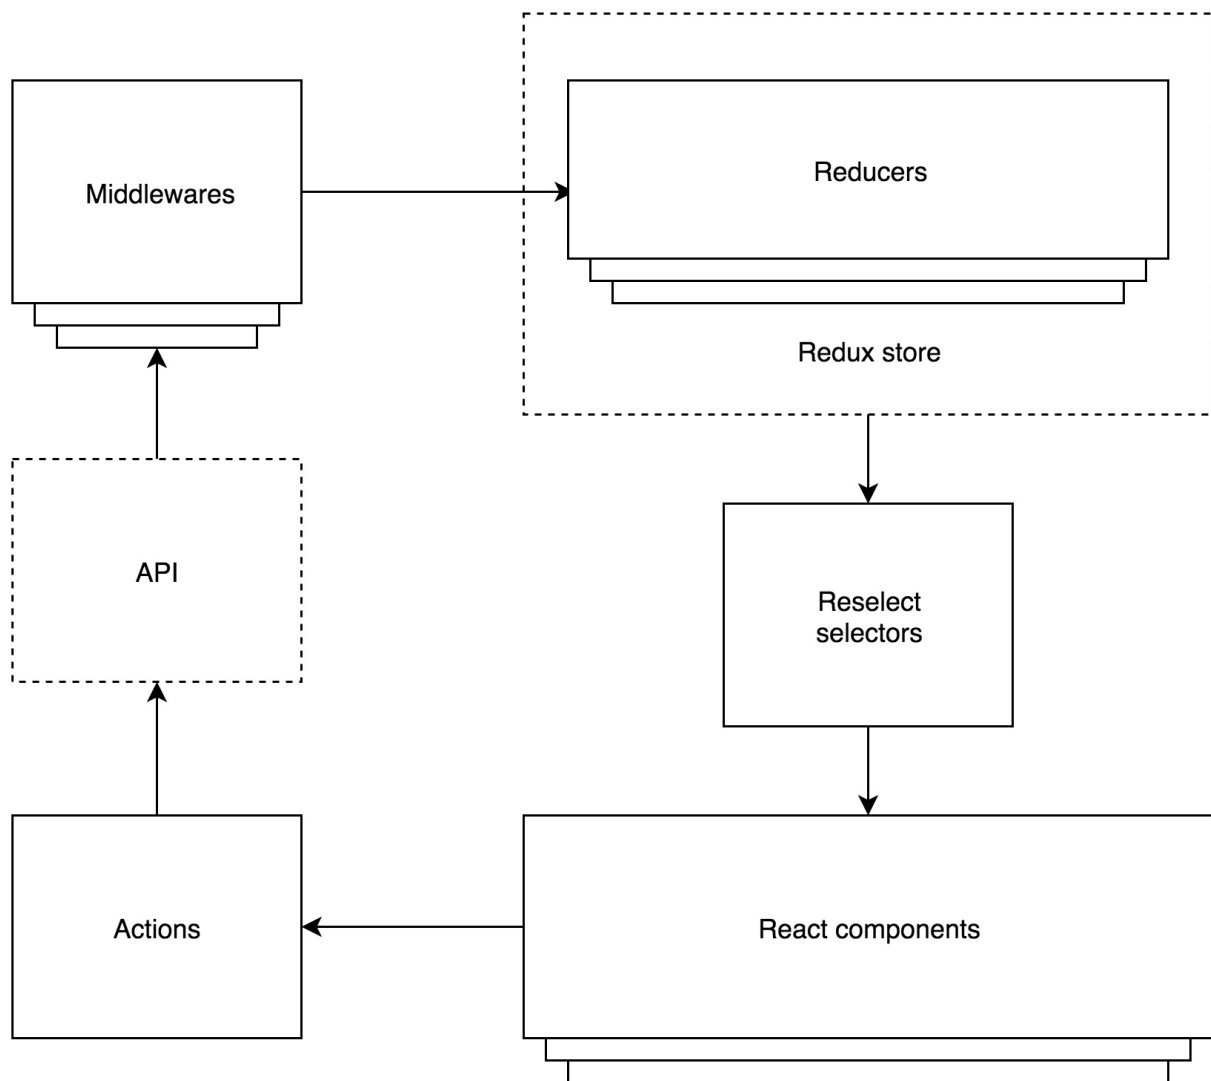 Middlewares
Reducers
Redux store
API
Reselect
selectors
Actions
React components